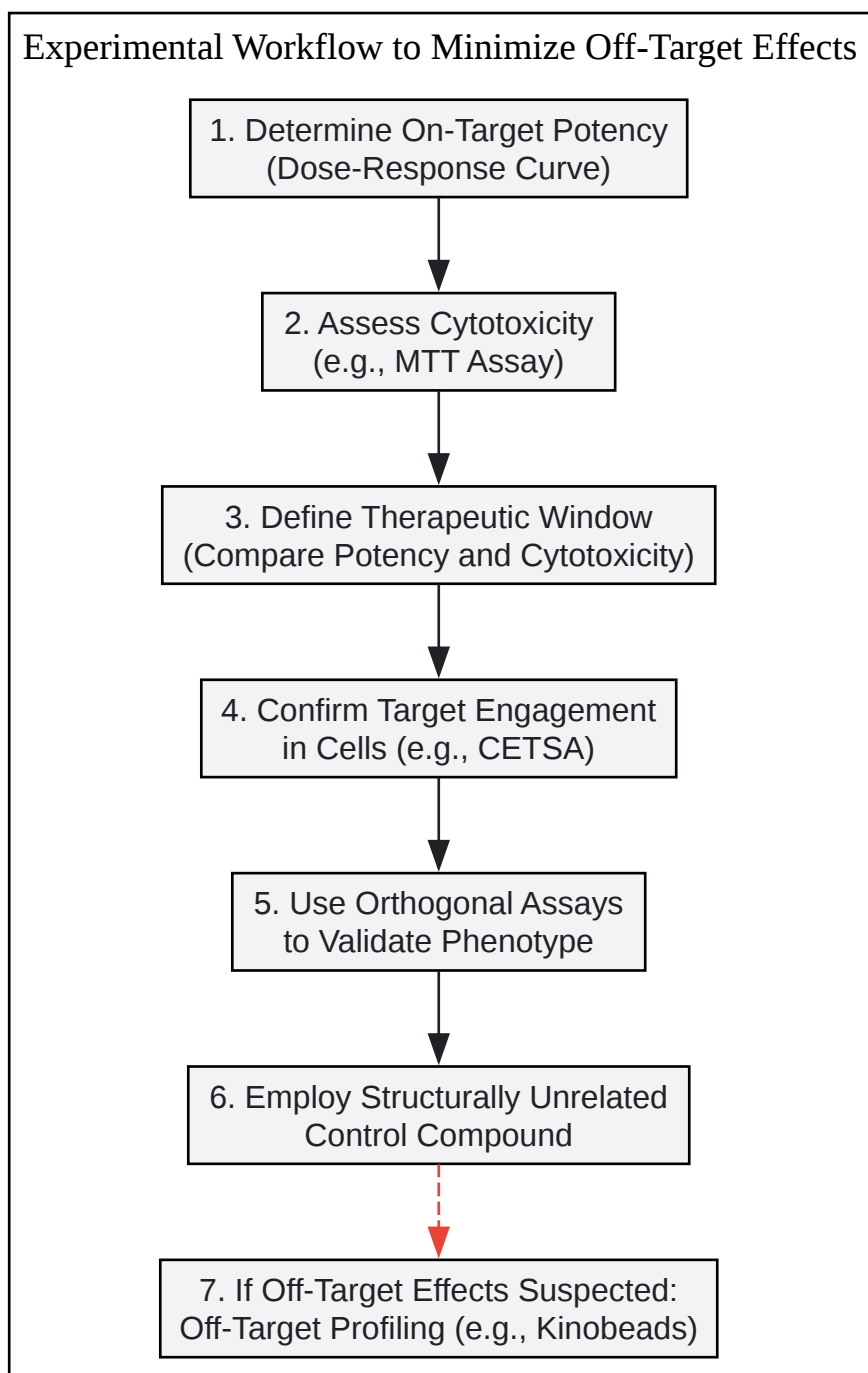 Experimental Workflow to Minimize Off-Target Effects
1. Determine On-Target Potency
(Dose-Response Curve)
2. Assess Cytotoxicity
(e.g., MTT Assay)
3. Define Therapeutic Window
(Compare Potency and Cytotoxicity)
4. Confirm Target Engagement
in Cells (e.g., CETSA)
5. Use Orthogonal Assays
to Validate Phenotype
6. Employ Structurally Unrelated
Control Compound
7. If Off-Target Effects Suspected:
Off-Target Profiling (e.g., Kinobeads)